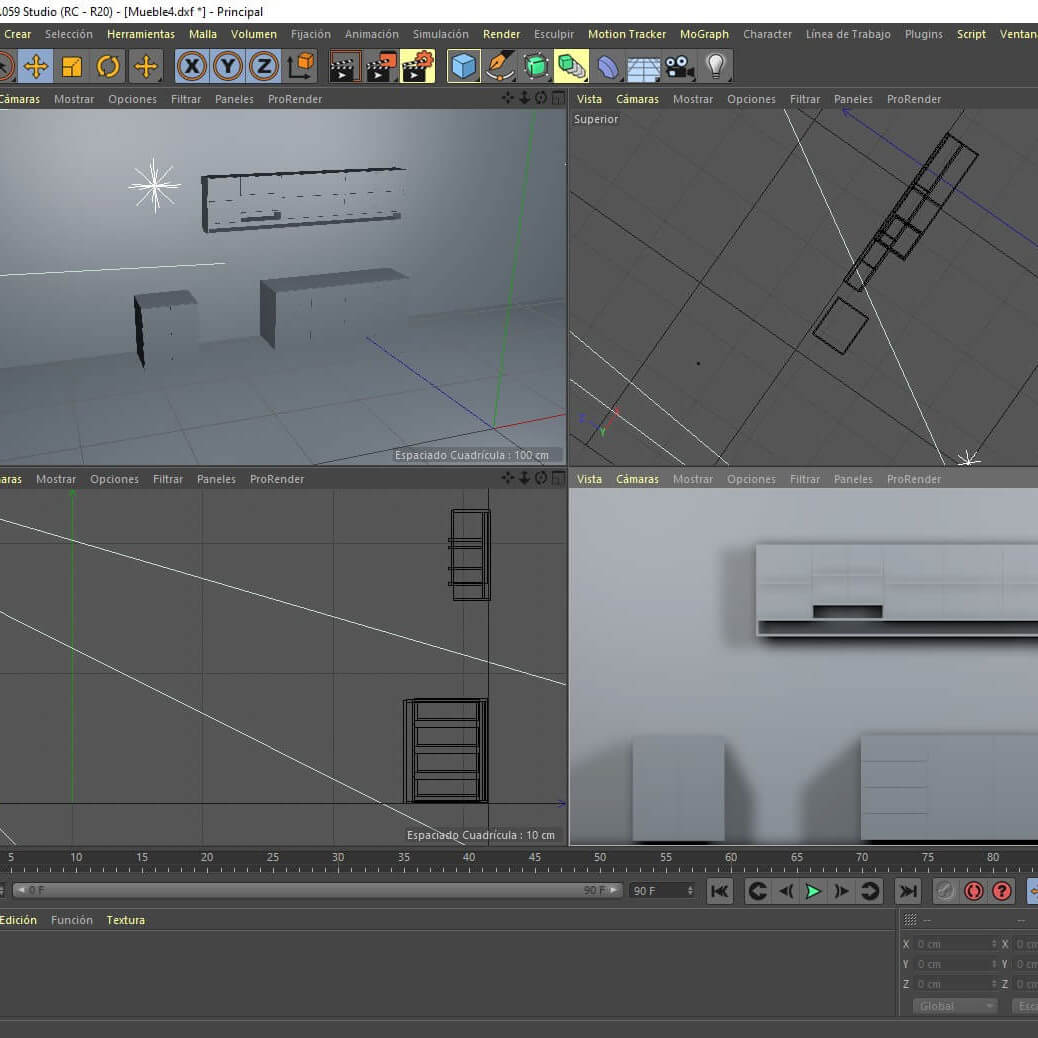 .059 Studio (RC - R20) - [Mueble4.dxf *] - Principal
Crear Selección Herramientas Malla Volumen Fijación Animación Simulación Render Esculpir Motion Tracker MoGraph Character Línea de Trabajo Plugins Script Ventan
X Y Z
Cámaras Mostrar Opciones Filtrar Paneles ProRender
Vista Cámaras Mostrar Opciones Filtrar Paneles ProRender
Superior
Z X Y
Espaciado Cuadrícula : 100 cm
aras Mostrar Opciones Filtrar Paneles ProRender
Vista Cámaras Mostrar Opciones Filtrar Paneles ProRender
Espaciado Cuadrícula : 10 cm
5 10 15 20 25 30 35 40 45 50 55 60 65 70 75 80
0 F 90 F 90 F
Edición Función Textura
-- --
X 0 cm X 0 cm
Y 0 cm Y 0 cm
Z 0 cm Z 0 cm
Global Esca